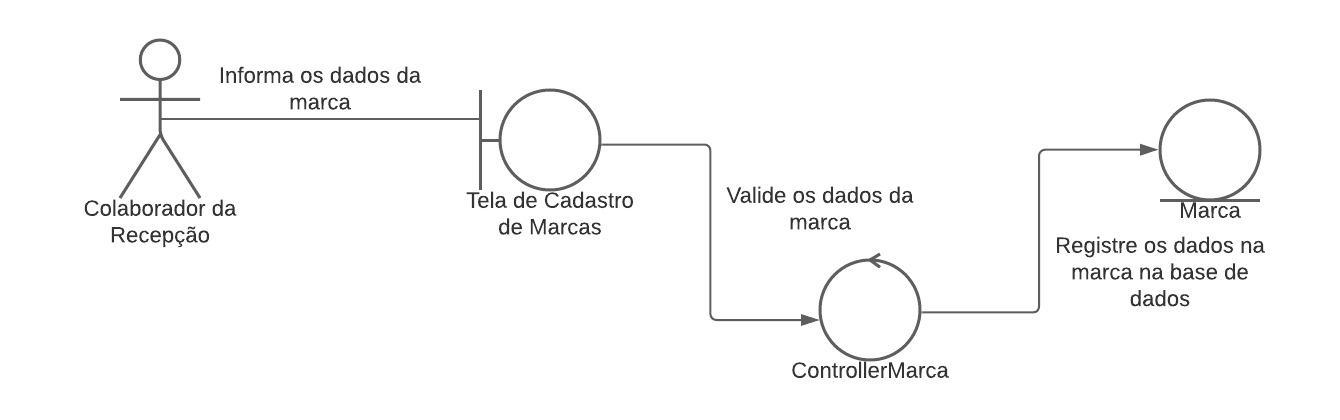 Informa os dados da
marca
Colaborador da
Recepção
Tela de Cadastro
de Marcas
Valide os dados da
marca
ControllerMarca
Marca
Registre os dados na
marca na base de
dados